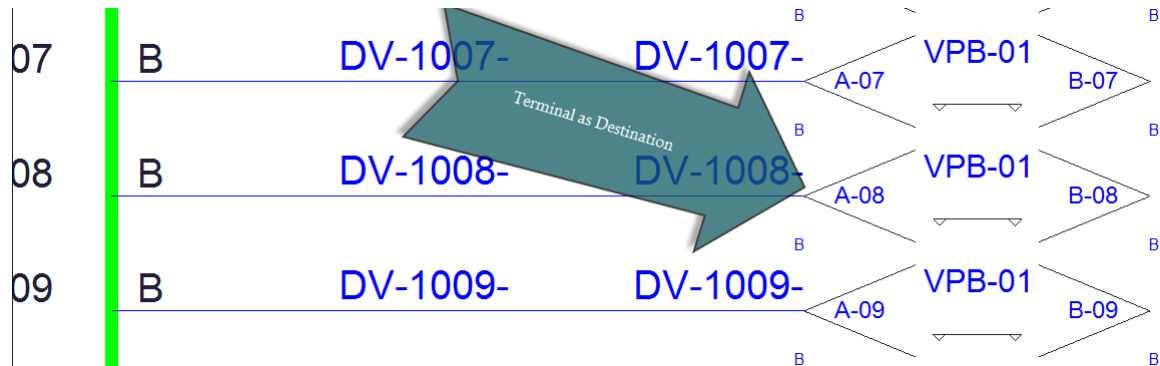 B B
07 B DV-1007- DV-1007- A-07 VPB-01 B-07
Terminal as Destination
B B
08 B DV-1008- DV-1008- A-08 VPB-01 B-08
B B
09 B DV-1009- DV-1009- A-09 VPB-01 B-09
B B